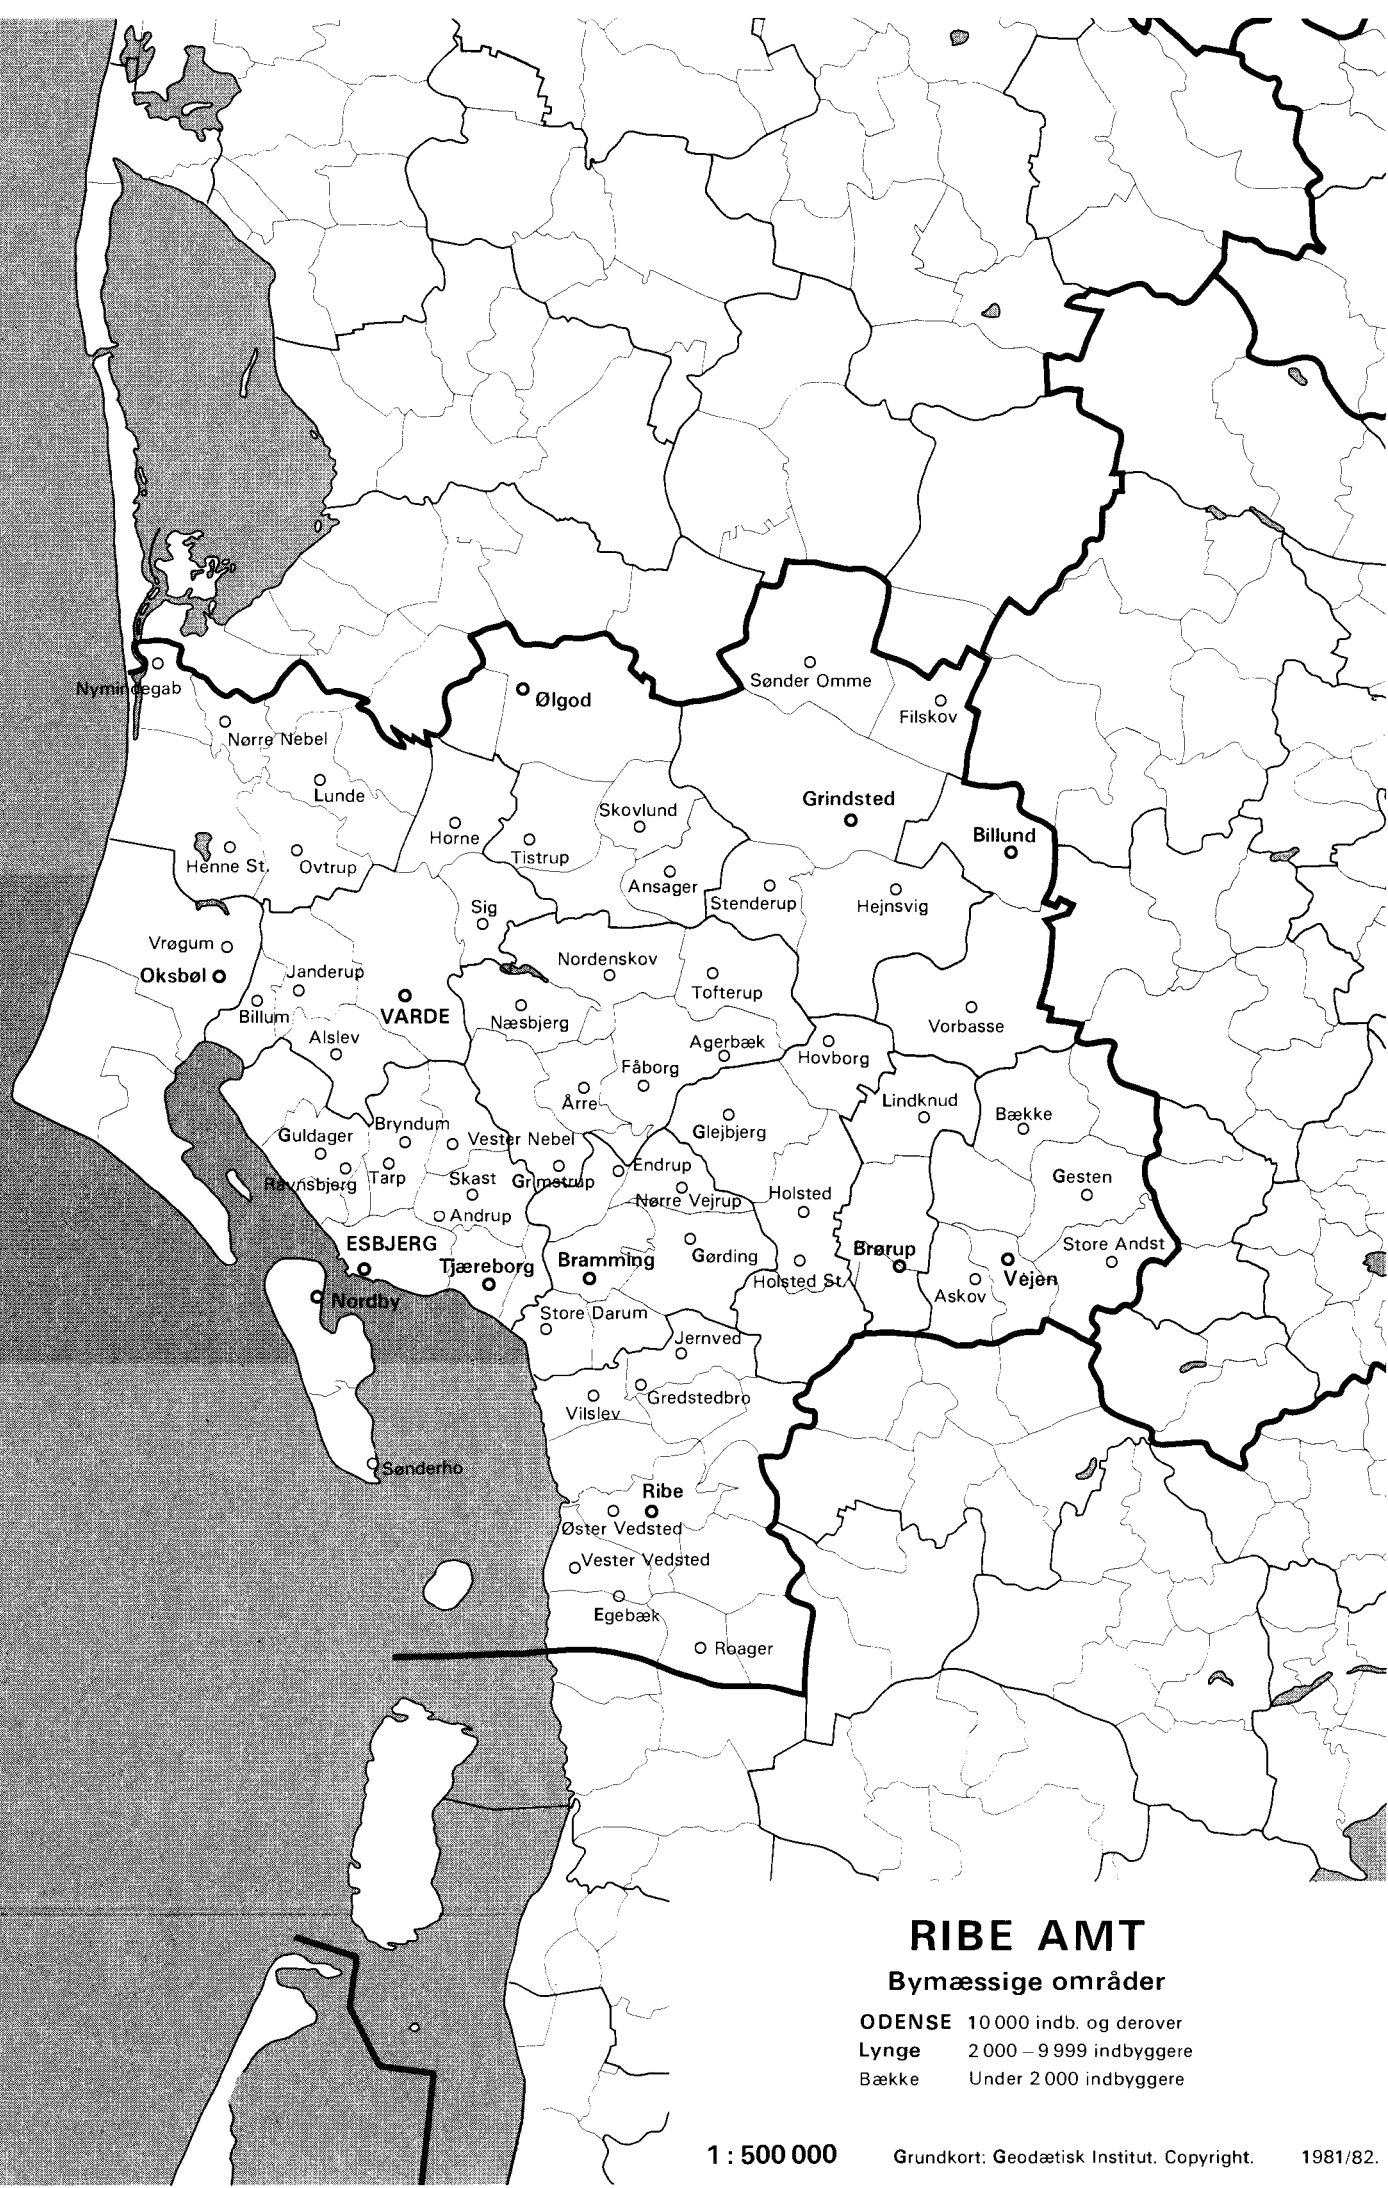 Nymindegab
Ølgod
Sønder Omme
Filskov
Nørre Nebel
Lunde
Skovlund
Grindsted
Horne
Tistrup
Billund
Henne St.
Ovtrup
Ansager
Stenderup
Hejnsvig
Sig
Vrøgum
Nordenskov
Oksbøl
Janderup
Tofterup
Billum
VARDE
Næsbjerg
Vorbasse
Alslev
Agerbæk
Hovborg
Fåborg
Årre
Lindknud
Bække
Guldager
Bryndum
Vester Nebel
Glejbjerg
Endrup
Ravnsbjerg
Tarp
Skast
Grimstrup
Nørre Vejrup
Holsted
Gesten
Andrup
ESBJERG
Tjæreborg
Bramming
Gørding
Brørup
Store Andst
Holsted St.
Vejen
Askov
Nordby
Store Darum
Jernved
Gredstedbro
Vilslev
Sønderho
Ribe
Øster Vedsted
Vester Vedsted
Egebæk
Roager
RIBE AMT
Bymæssige områder
ODENSE 10 000 indb. og derover
Lynge 2 000 – 9 999 indbyggere
Bække Under 2 000 indbyggere
1 : 500 000 Grundkort: Geodætisk Institut. Copyright. 1981/82.